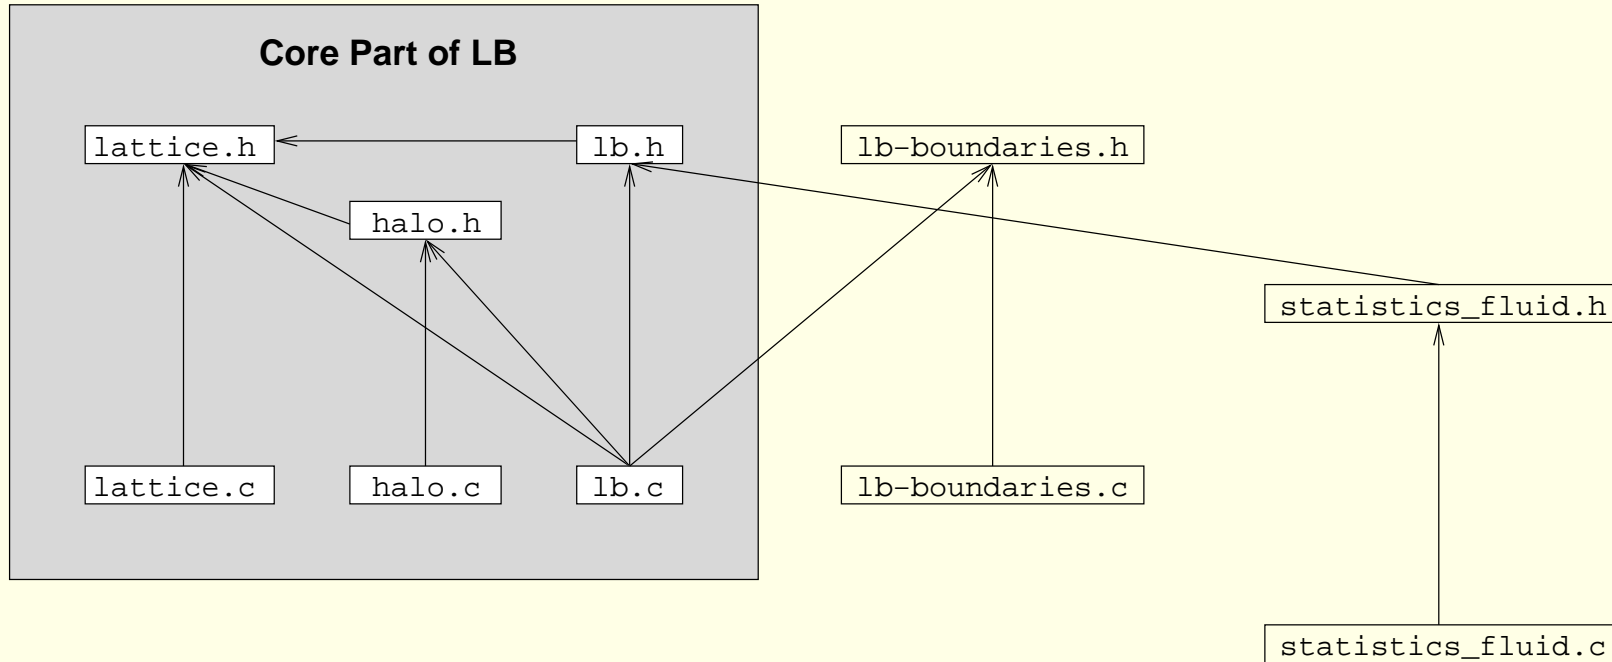 Core Part of LB
lattice.h
lb.h
lb-boundaries.h
halo.h
statistics_fluid.h
lattice.c
halo.c
lb.c
lb-boundaries.c
statistics_fluid.c